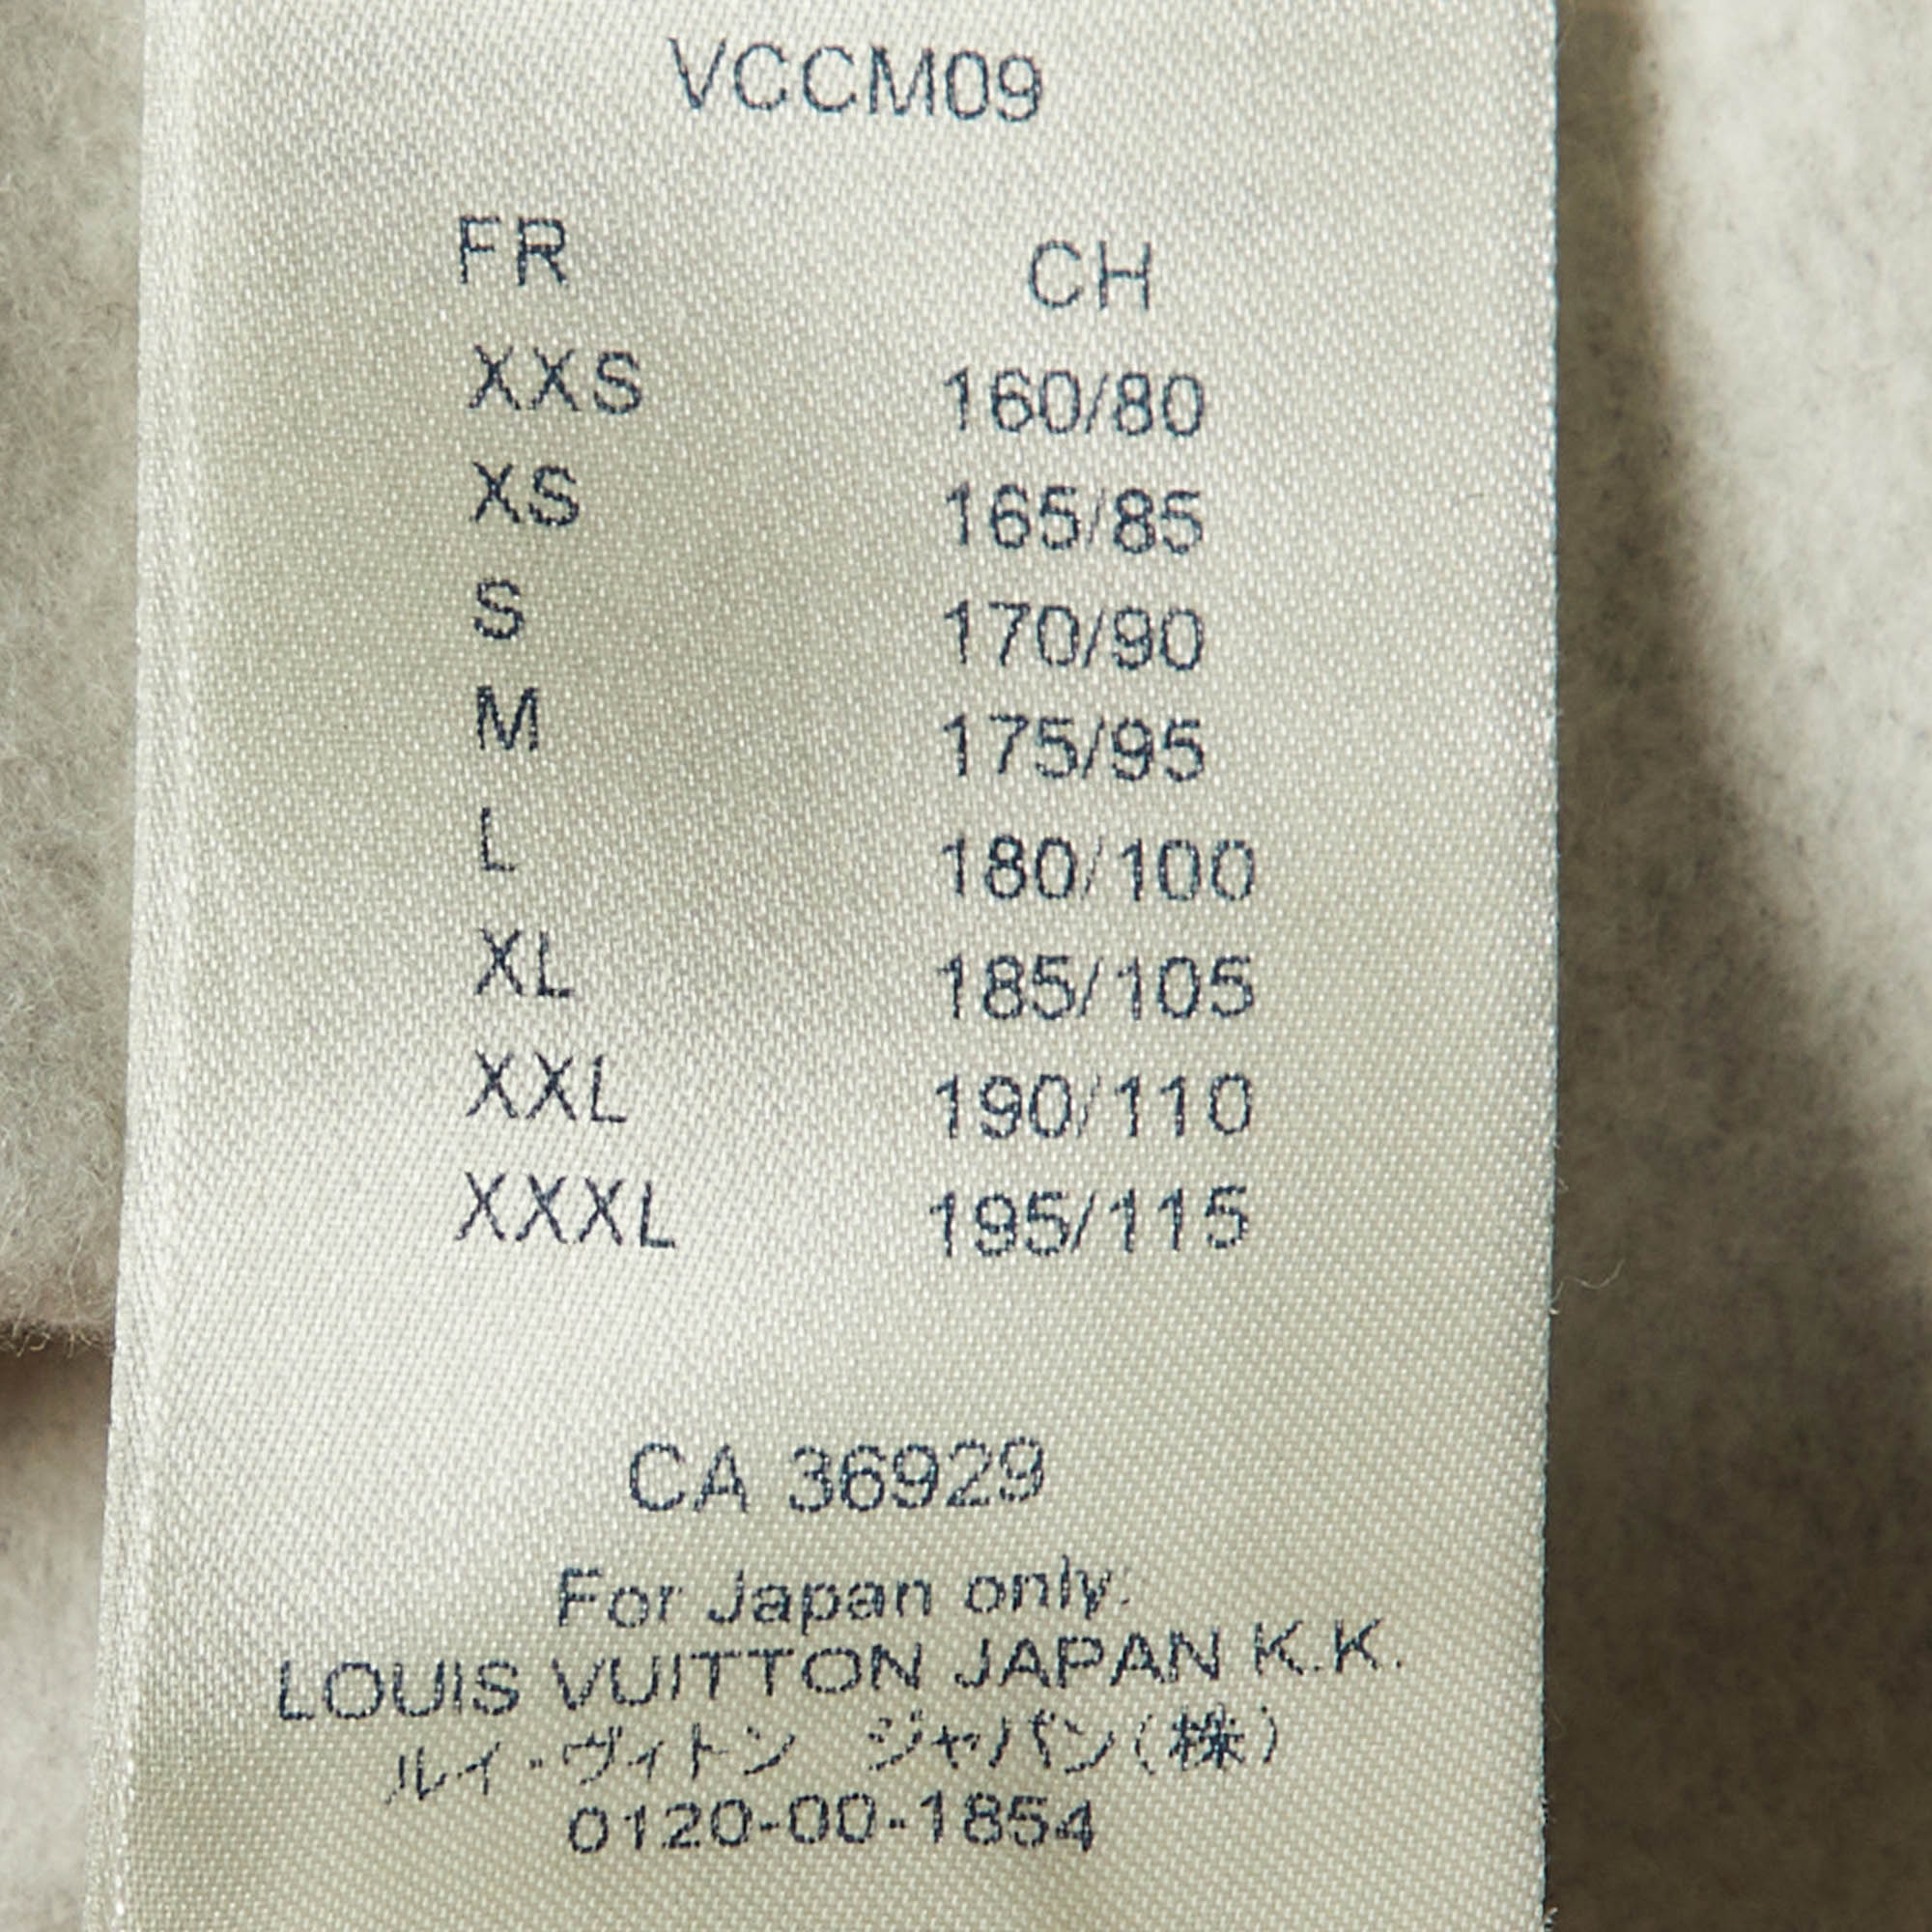 VCCM09
FR CH
XXS 160/80
XS 165/85
S 170/90
M 175/95
L 180/100
XL 185/105
XXL 190/110
XXXL 195/115
CA 36929
For Japan only:
LOUIS VUITTON JAPAN K.K.
ルイ・ヴィトン ジャパン(株)
0120-00-1854